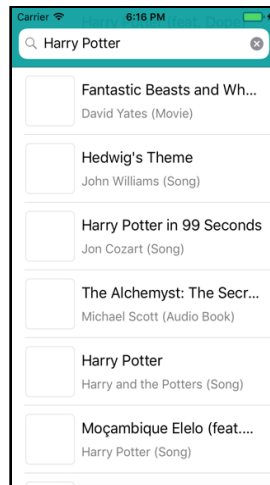 Carrier 6:16 PM
Harry Potter
Fantastic Beasts and Wh...
David Yates (Movie)
Hedwig's Theme
John Williams (Song)
Harry Potter in 99 Seconds
Jon Cozart (Song)
The Alchemyst: The Secr...
Michael Scott (Audio Book)
Harry Potter
Harry and the Potters (Song)
Moçambique Elelo (feat....
Harry Potter (Song)